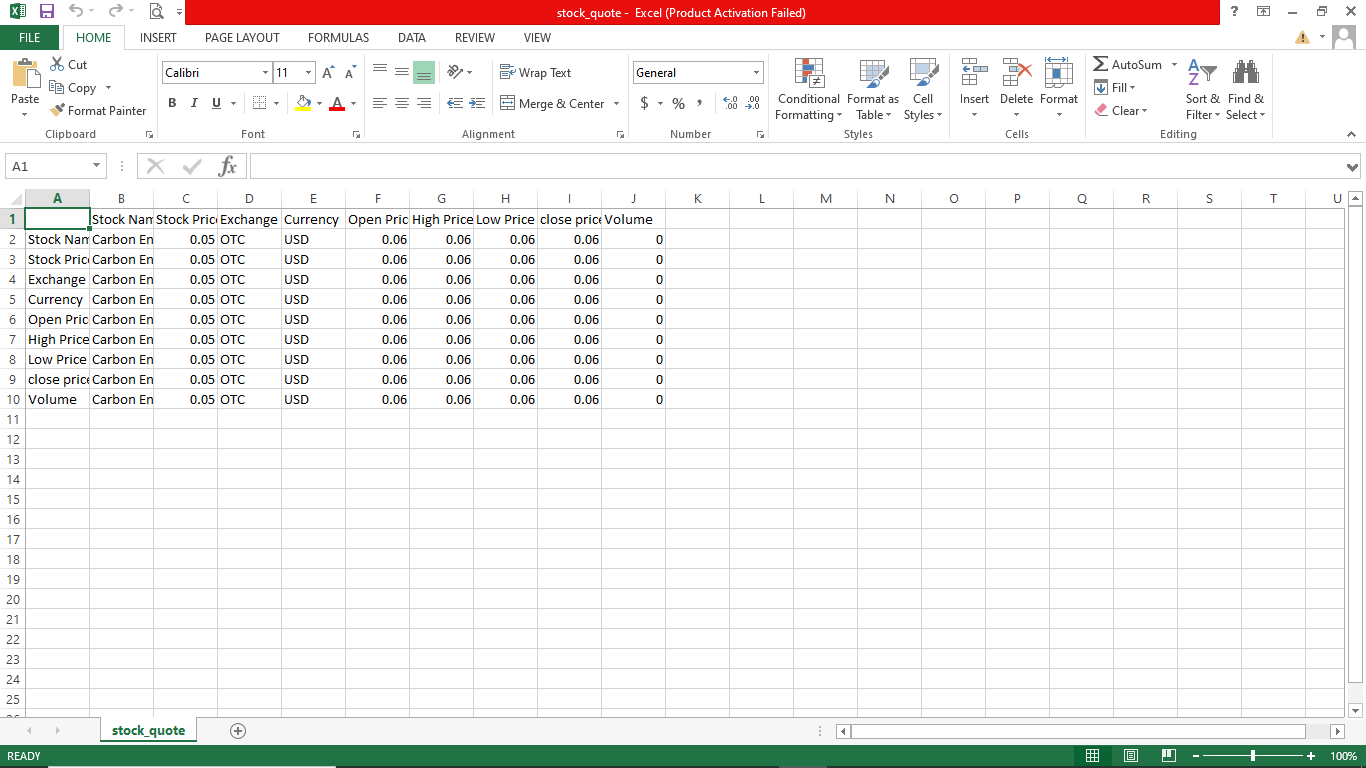 stock_quote - Excel (Product Activation Failed)
?
FILE HOME INSERT PAGE LAYOUT FORMULAS DATA REVIEW VIEW
Paste
Cut
Copy
Format Painter
Clipboard
Calibri 11
B I U
Font
Wrap Text
Merge & Center
Alignment
General
$ % ,
Number
Conditional Formatting
Format as Table
Cell Styles
Styles
Insert Delete Format
Cells
AutoSum
Fill
Clear
Sort & Filter
Find & Select
Editing
A1 fx
A B C D E F G H I J K L M N O P Q R S T U
1 Stock Nam Stock Pric Exchange Currency Open Pric High Price Low Price close price Volume
2 Stock Nam Carbon En 0.05 OTC USD 0.06 0.06 0.06 0.06 0
3 Stock Pric Carbon En 0.05 OTC USD 0.06 0.06 0.06 0.06 0
4 Exchange Carbon En 0.05 OTC USD 0.06 0.06 0.06 0.06 0
5 Currency Carbon En 0.05 OTC USD 0.06 0.06 0.06 0.06 0
6 Open Pric Carbon En 0.05 OTC USD 0.06 0.06 0.06 0.06 0
7 High Price Carbon En 0.05 OTC USD 0.06 0.06 0.06 0.06 0
8 Low Price Carbon En 0.05 OTC USD 0.06 0.06 0.06 0.06 0
9 close price Carbon En 0.05 OTC USD 0.06 0.06 0.06 0.06 0
10 Volume Carbon En 0.05 OTC USD 0.06 0.06 0.06 0.06 0
11
12
13
14
15
16
17
18
19
20
21
22
23
24
25
stock_quote
READY 100%